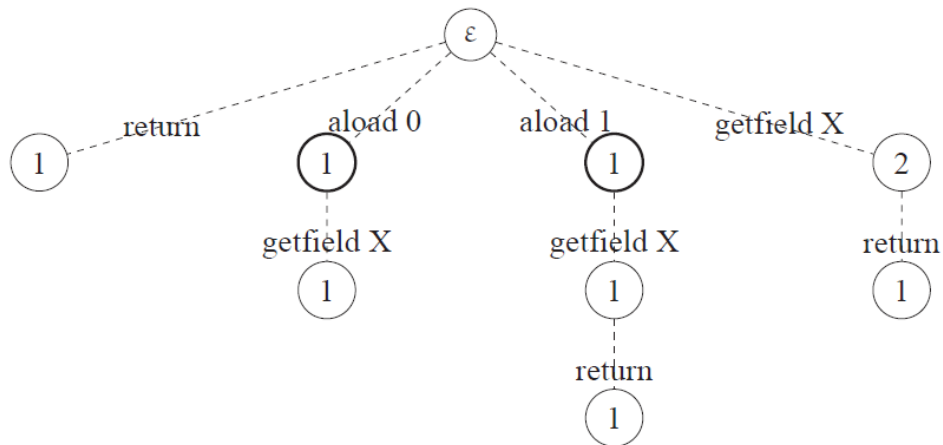 ε
return aload 0 aload 1 getfield X
1 1 1 2
getfield X getfield X return
1 1 1
return
1